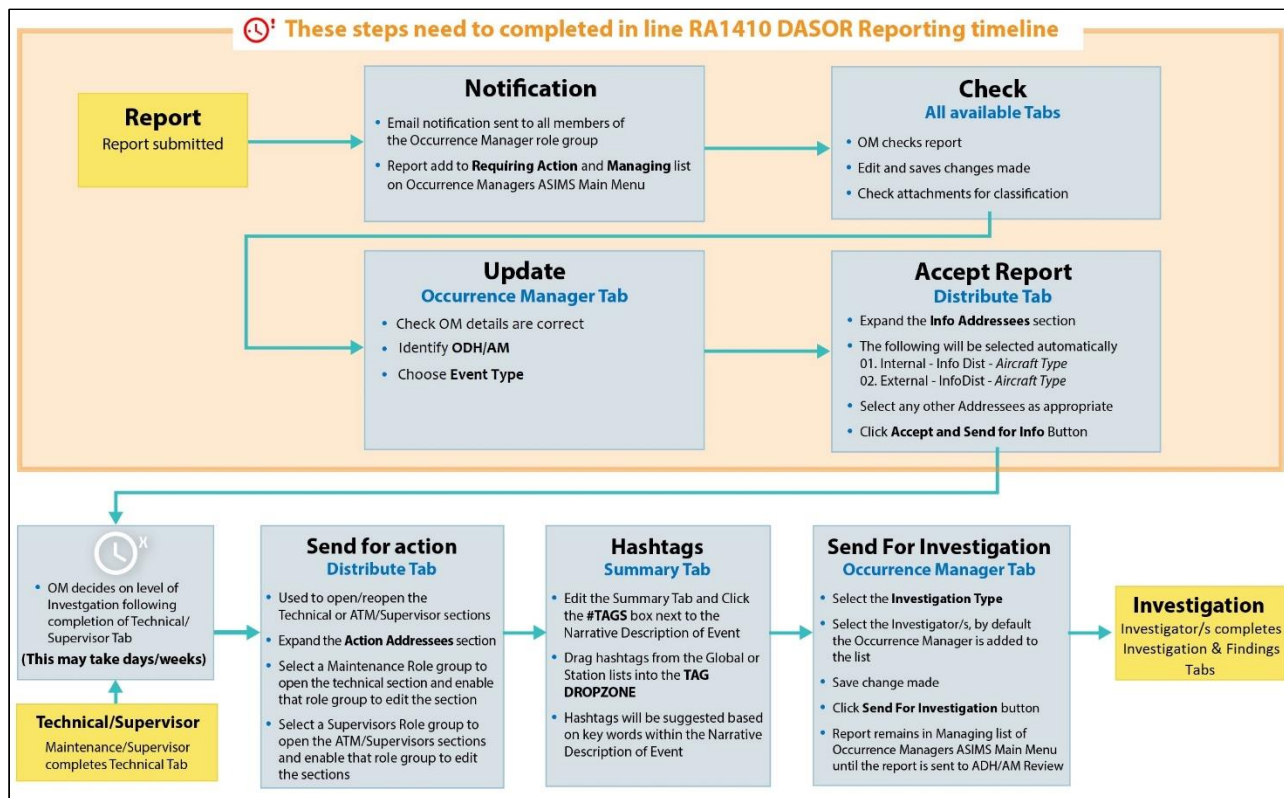 These steps need to completed in line RA1410 DASOR Reporting timeline
Report
Report submitted
Notification
• Email notification sent to all members of
the Occurrence Manager role group
• Report add to Requiring Action and Managing list
on Occurrence Managers ASIMS Main Menu
Check
All available Tabs
• OM checks report
• Edit and saves changes made
• Check attachments for classification
Update
Occurrence Manager Tab
• Check OM details are correct
• Identify ODH/AM
• Choose Event Type
Accept Report
Distribute Tab
• Expand the Info Addressees section
• The following will be selected automatically
01. Internal - Info Dist - Aircraft Type
02. External - InfoDist - Aircraft Type
• Select any other Addressees as appropriate
• Click Accept and Send for Info Button
X
• OM decides on level of
Investgation following
completion of Technical/
Supervisor Tab
(This may take days/weeks)
Technical/Supervisor
Maintenance/Supervisor
completes Technical Tab
Send for action
Distribute Tab
• Used to open/reopen the
Technical or ATM/Supervisor sections
• Expand the Action Addressees section
• Select a Maintenance Role group to
open the technical section and enable
that role group to edit the section
• Select a Supervisors Role group to
open the ATM/Supervisors sections
and enable that role group to edit
the sections
Hashtags
Summary Tab
• Edit the Summary Tab and Click
the #TAGS box next to the
Narrative Description of Event
• Drag hashtags from the Global or
Station lists into the TAG
DROPZONE
• Hashtags will be suggested based
on key words within the Narrative
Description of Event
Send For Investigation
Occurrence Manager Tab
• Select the Investigation Type
• Select the Investigator/s, by default
the Occurrence Manager is added to
the list
• Save change made
• Click Send For Investigation button
• Report remains in Managing list of
Occurrence Managers ASIMS Main Menu
until the report is sent to ADH/AM Review
Investigation
Investigator/s completes
Investigation & Findings
Tabs